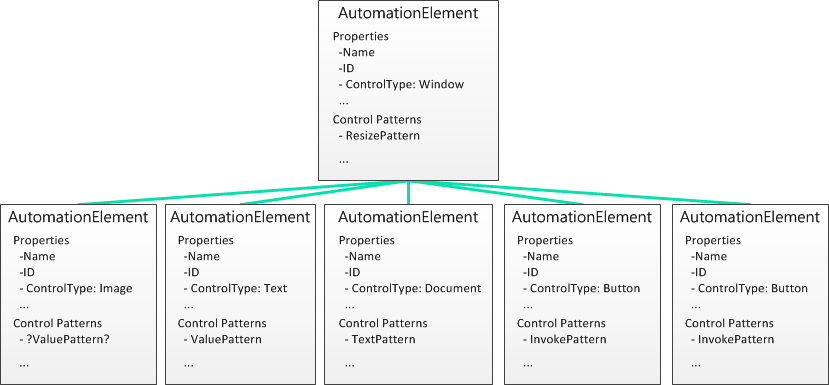 AutomationElement
Properties
-Name
-ID
- ControlType: Window
...
Control Patterns
- ResizePattern
...
AutomationElement
Properties
-Name
-ID
- ControlType: Image
...
Control Patterns
- ?ValuePattern?
...
AutomationElement
Properties
-Name
-ID
- ControlType: Text
...
Control Patterns
- ValuePattern
...
AutomationElement
Properties
-Name
-ID
- ControlType: Document
...
Control Patterns
- TextPattern
...
AutomationElement
Properties
-Name
-ID
- ControlType: Button
...
Control Patterns
- InvokePattern
...
AutomationElement
Properties
-Name
-ID
- ControlType: Button
...
Control Patterns
- InvokePattern
...